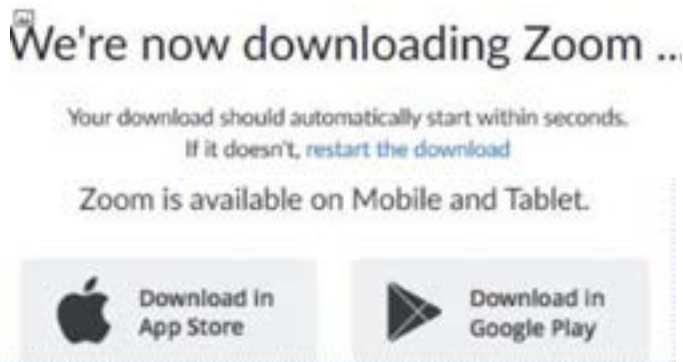 We're now downloading Zoom ...
Your download should automatically start within seconds.
If it doesn't, restart the download
Zoom is available on Mobile and Tablet.
Download in
App Store
Download in
Google Play